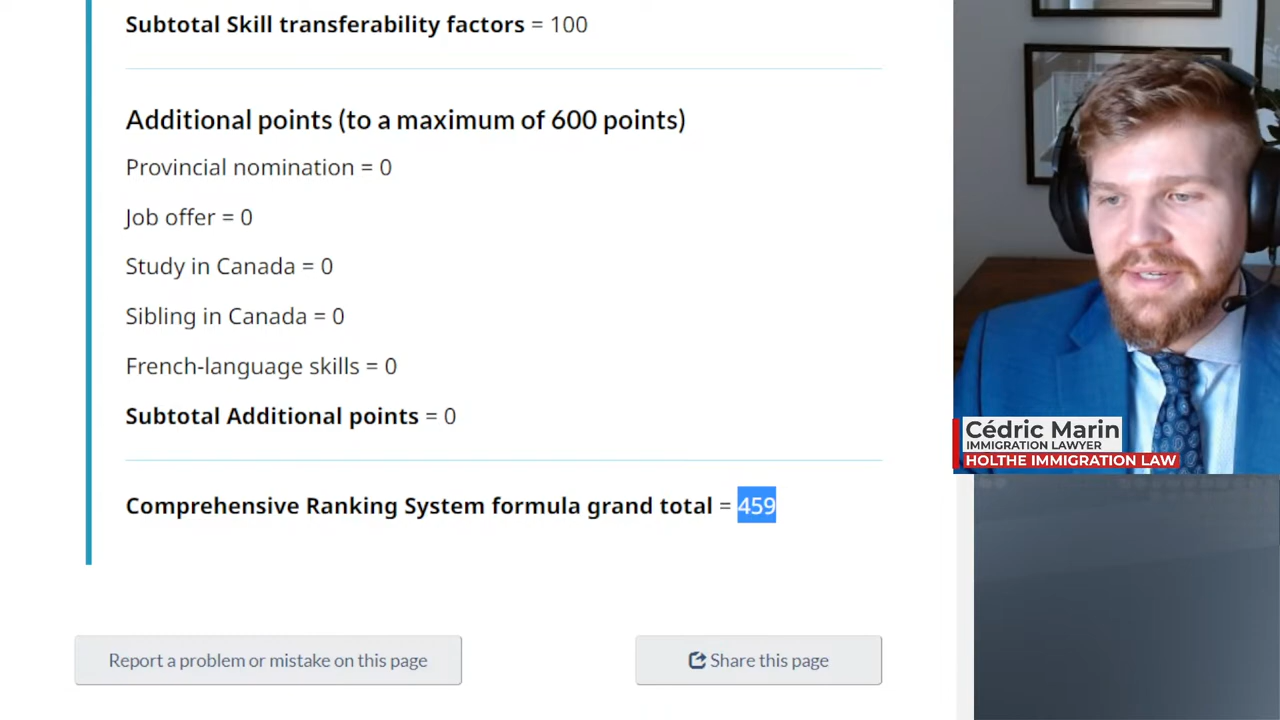 Subtotal Skill transferability factors = 100
Additional points (to a maximum of 600 points)
Provincial nomination = 0
Job offer = 0
Study in Canada = 0
Sibling in Canada = 0
French-language skills = 0
Subtotal Additional points = 0
Comprehensive Ranking System formula grand total = 459
Report a problem or mistake on this page
Share this page
Cédric Marin
IMMIGRATION LAWYER
HOLTHE IMMIGRATION LAW